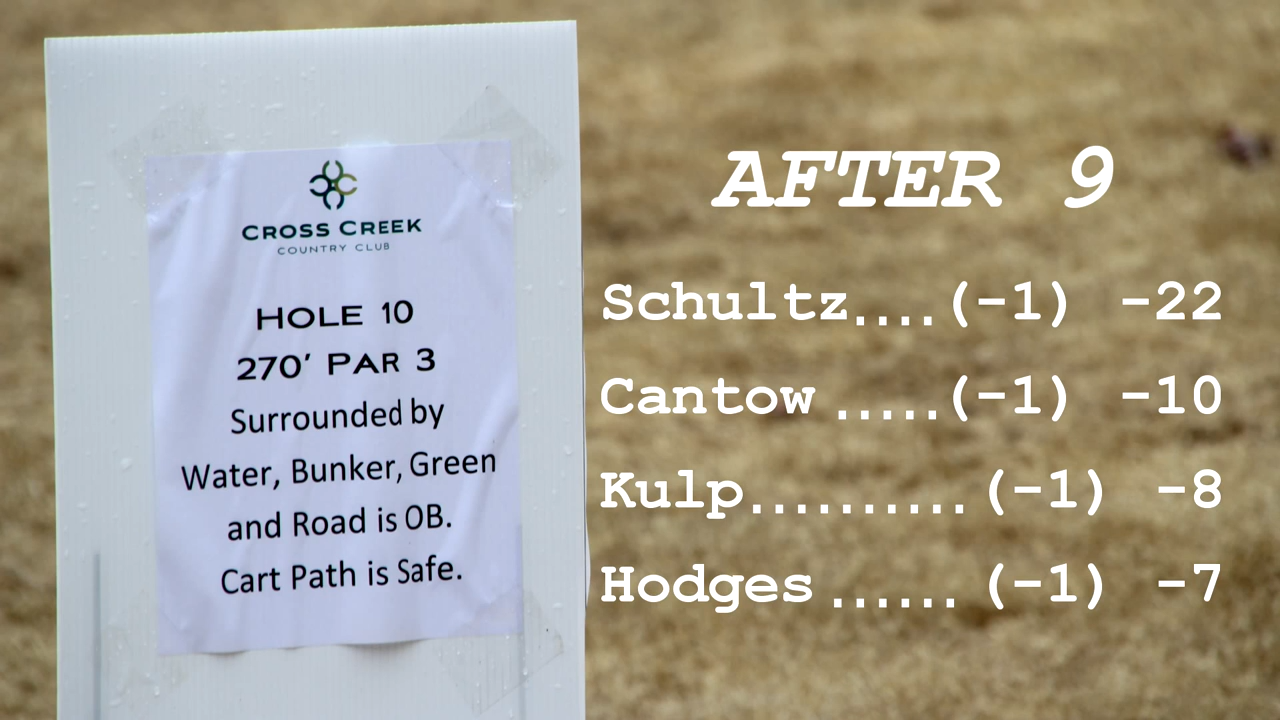 CROSS CREEK
COUNTRY CLUB
HOLE 10
270' PAR 3
Surrounded by
Water, Bunker, Green
and Road is OB.
Cart Path is Safe.
AFTER 9
Schultz....(-1) -22
Cantow .....(-1) -10
Kulp..........(-1) -8
Hodges ......(-1) -7